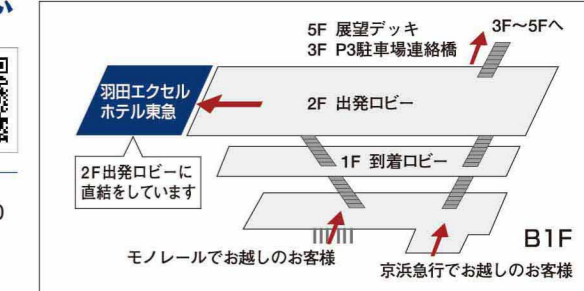 い
5F 展望デッキ
3F P3駐車場連絡橋
3F～5Fへ
羽田エクセル
ホテル東急
2F 出発ロビー
2F出発ロビーに
直結をしています
1F 到着ロビー
B1F
モノレールでお越しのお客様
京浜急行でお越しのお客様
0